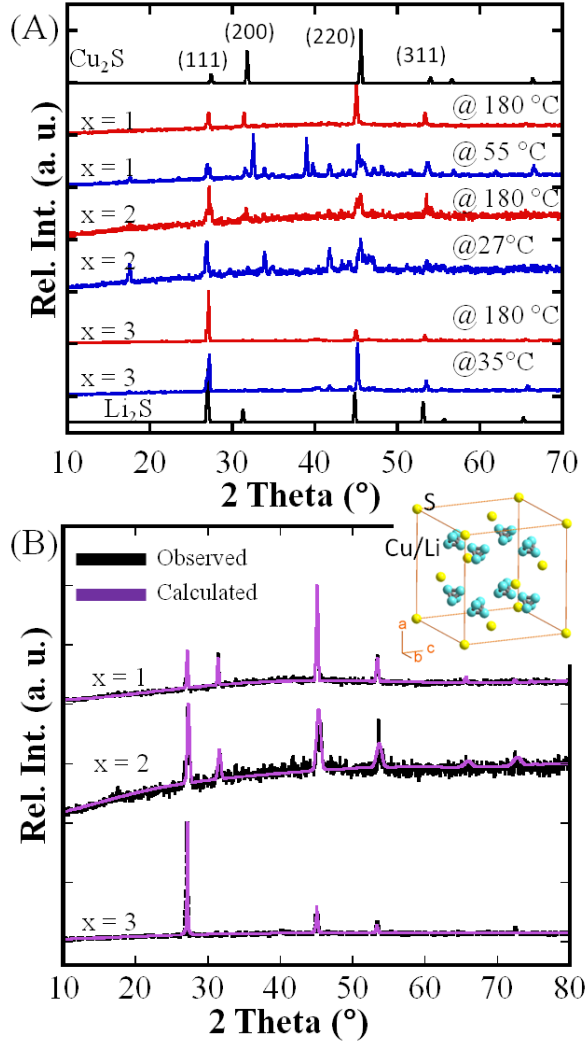 (A)
Cu₂S
(111)
(200)
(220)
(311)
x = 1
@ 180 °C
x = 1
@ 55 °C
x = 2
@180 °C
x = 2
@27°C
x = 3
@ 180 °C
x = 3
@35°C
Li₂S
Rel. Int. (a. u.)
10 20 30 40 50 60 70
2 Theta (°)
(B)
Observed
Calculated
S
Cu/Li
a
b
c
x = 1
x = 2
x = 3
Rel. Int. (a. u.)
10 20 30 40 50 60 70 80
2 Theta (°)